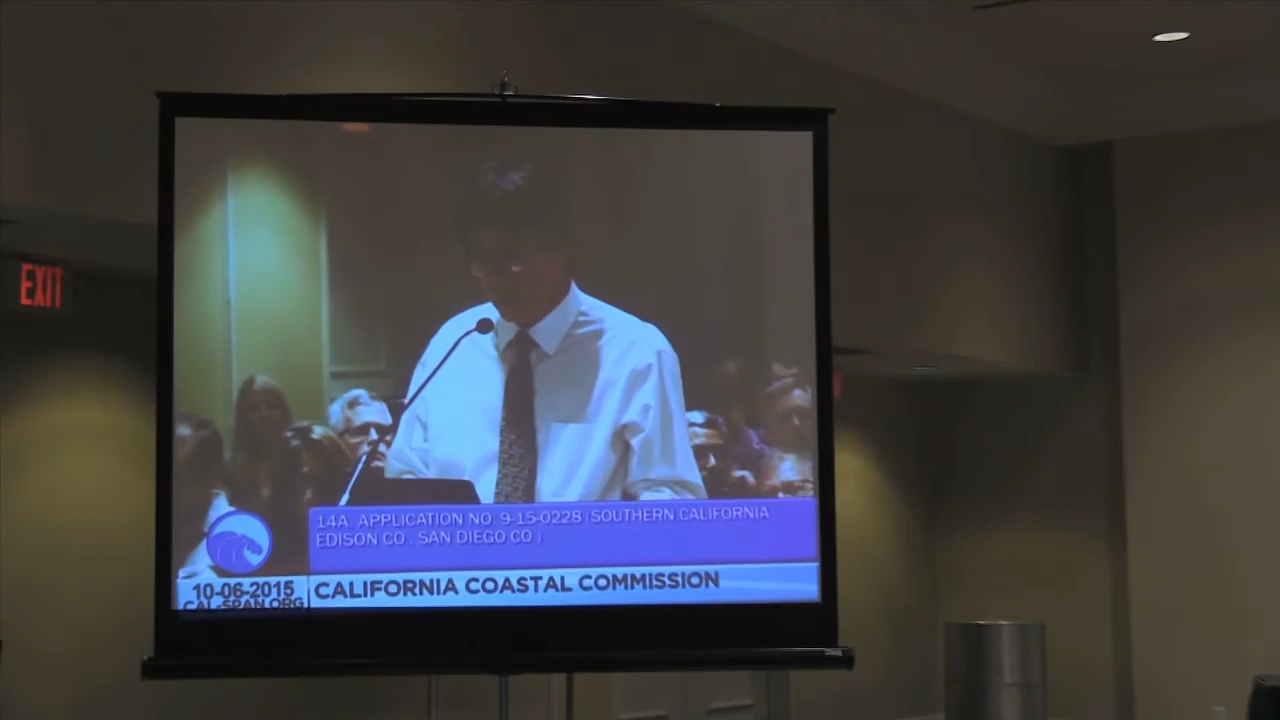 EXIT
14A. APPLICATION NO. 9-15-0228 (SOUTHERN CALIFORNIA
EDISON CO., SAN DIEGO CO.)
10-06-2015
CAL-SPAN.ORG
CALIFORNIA COASTAL COMMISSION